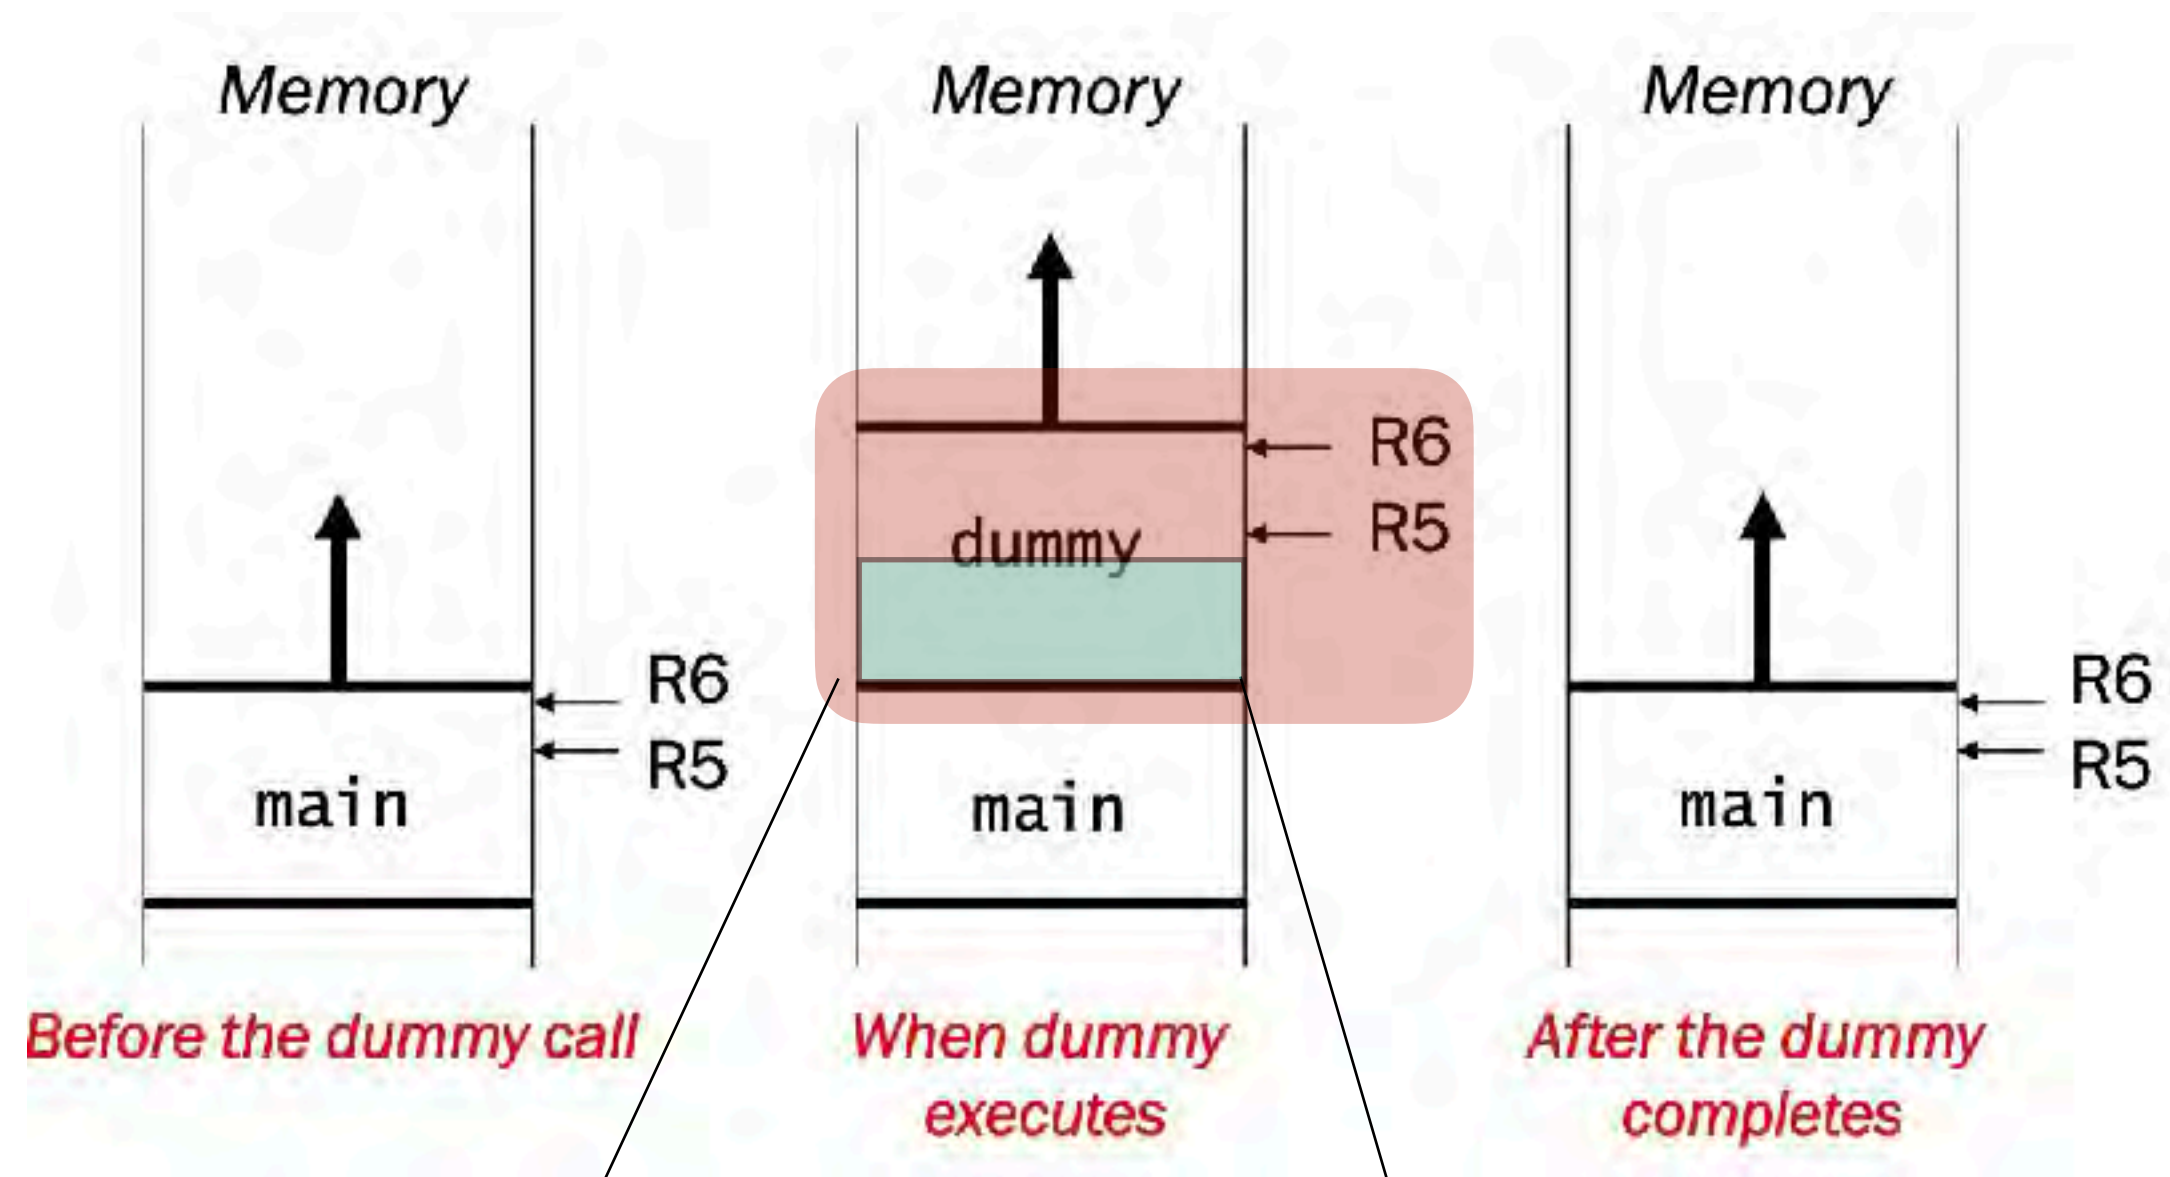 Memory
R6
R5
main
Before the dummy call
Memory
R6
R5
dummy
main
When dummy
executes
Memory
R6
R5
main
After the dummy
completes